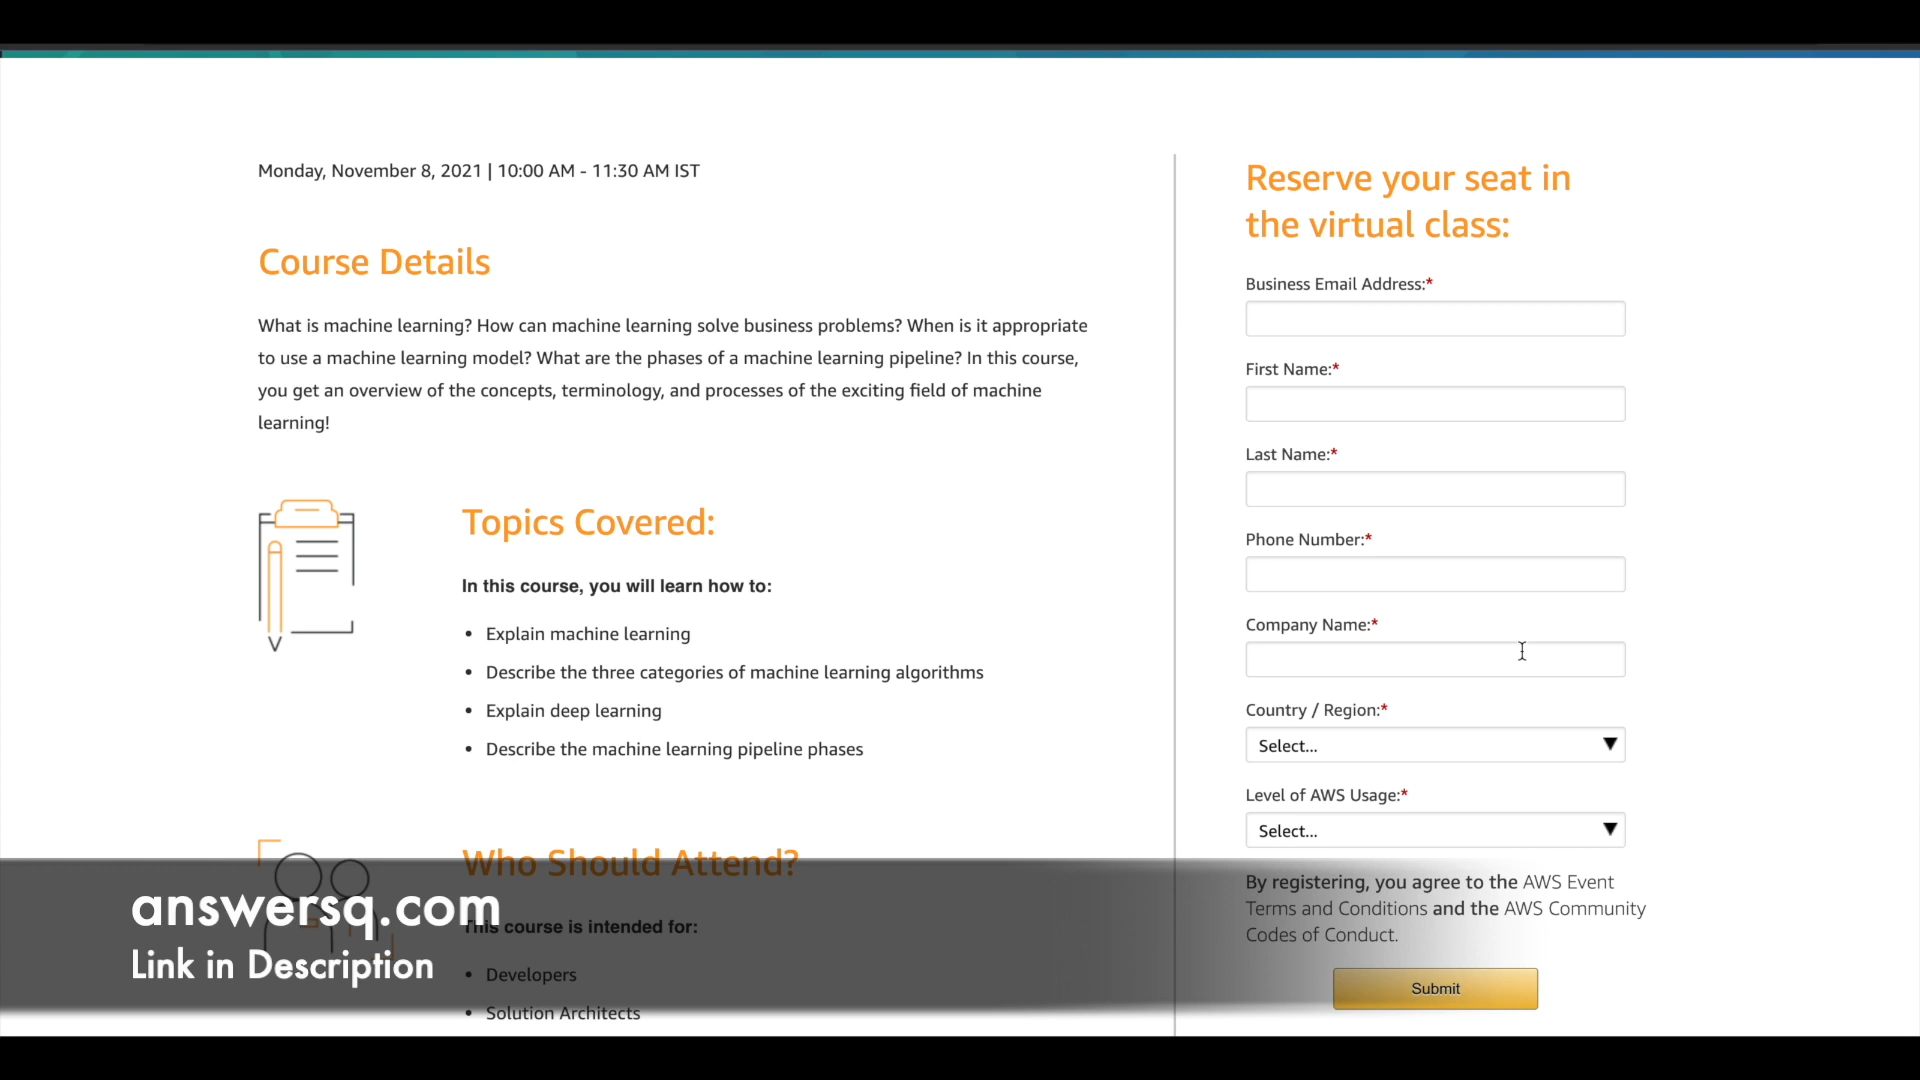 Monday, November 8, 2021 | 10:00 AM - 11:30 AM IST
Course Details
What is machine learning? How can machine learning solve business problems? When is it appropriate
to use a machine learning model? What are the phases of a machine learning pipeline? In this course,
you get an overview of the concepts, terminology, and processes of the exciting field of machine
learning!
Topics Covered:
In this course, you will learn how to:
• Explain machine learning
• Describe the three categories of machine learning algorithms
• Explain deep learning
• Describe the machine learning pipeline phases
Who Should Attend?
This course is intended for:
• Developers
• Solution Architects
Reserve your seat in
the virtual class:
Business Email Address:*
First Name:*
Last Name:*
Phone Number:*
Company Name:*
Country / Region:*
Select...
Level of AWS Usage:*
Select...
By registering, you agree to the AWS Event
Terms and Conditions and the AWS Community
Codes of Conduct.
Submit
answersq.com
Link in Description